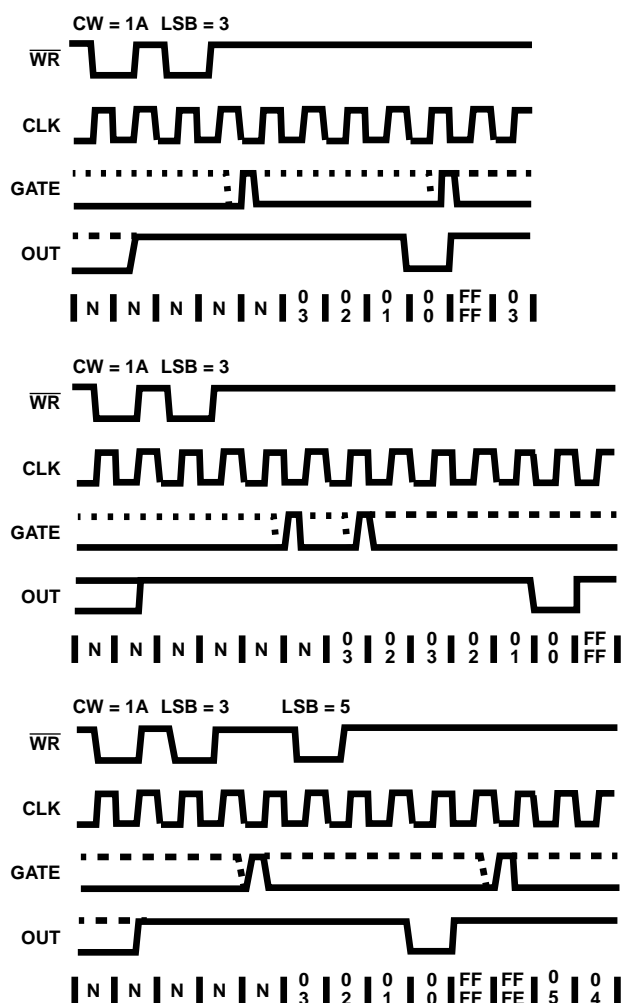 CW = 1A LSB = 3
WR
CLK
GATE
OUT
N N N N N 0 0 0 0 FF 0
3 2 1 0 FF 3
CW = 1A LSB = 3
WR
CLK
GATE
OUT
N N N N N N 0 0 0 0 0 0 FF
3 2 3 2 1 0 FF
CW = 1A LSB = 3 LSB = 5
WR
CLK
GATE
OUT
N N N N N 0 0 0 0 FF FF 0 0
3 2 1 0 FF FE 5 4